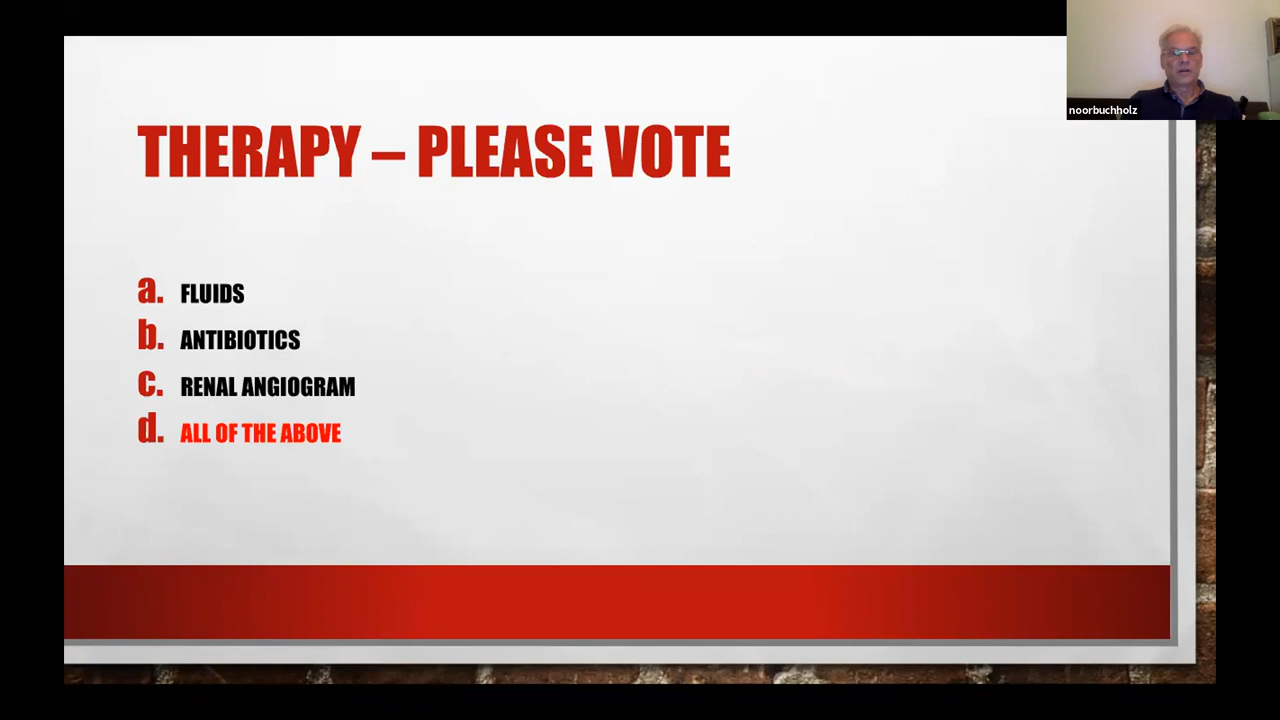 noorbuchholz
THERAPY – PLEASE VOTE
a. FLUIDS
b. ANTIBIOTICS
c. RENAL ANGIOGRAM
d. ALL OF THE ABOVE